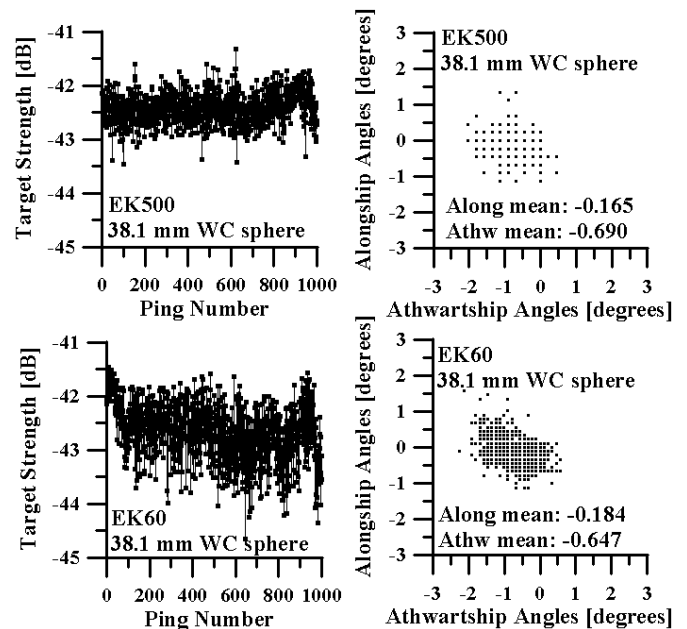 Target Strength [dB]
-41
-42
-43
-44
-45
EK500
38.1 mm WC sphere
0 200 400 600 800 1000
Ping Number
Alongship Angles [degrees]
3
2
1
0
-1
-2
-3
EK500
38.1 mm WC sphere
Along mean: -0.165
Athw mean: -0.690
-3 -2 -1 0 1 2 3
Athwartship Angles [degrees]
Target Strength [dB]
-41
-42
-43
-44
-45
EK60
38.1 mm WC sphere
0 200 400 600 800 1000
Ping Number
Alongship Angles [degrees]
3
2
1
0
-1
-2
-3
EK60
38.1 mm WC sphere
Along mean: -0.184
Athw mean: -0.647
-3 -2 -1 0 1 2 3
Athwartship Angles [degrees]